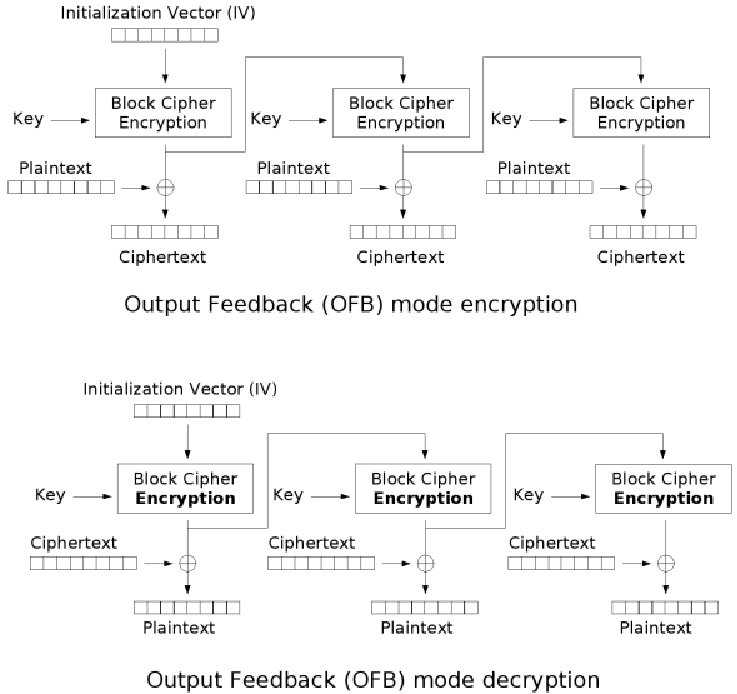 Initialization Vector (IV)
Block Cipher
Encryption
Block Cipher
Encryption
Block Cipher
Encryption
Key
Key
Key
Plaintext
Plaintext
Plaintext
Ciphertext
Ciphertext
Ciphertext
Output Feedback (OFB) mode encryption
Initialization Vector (IV)
Block Cipher
Encryption
Block Cipher
Encryption
Block Cipher
Encryption
Key
Key
Key
Ciphertext
Ciphertext
Ciphertext
Plaintext
Plaintext
Plaintext
Output Feedback (OFB) mode decryption